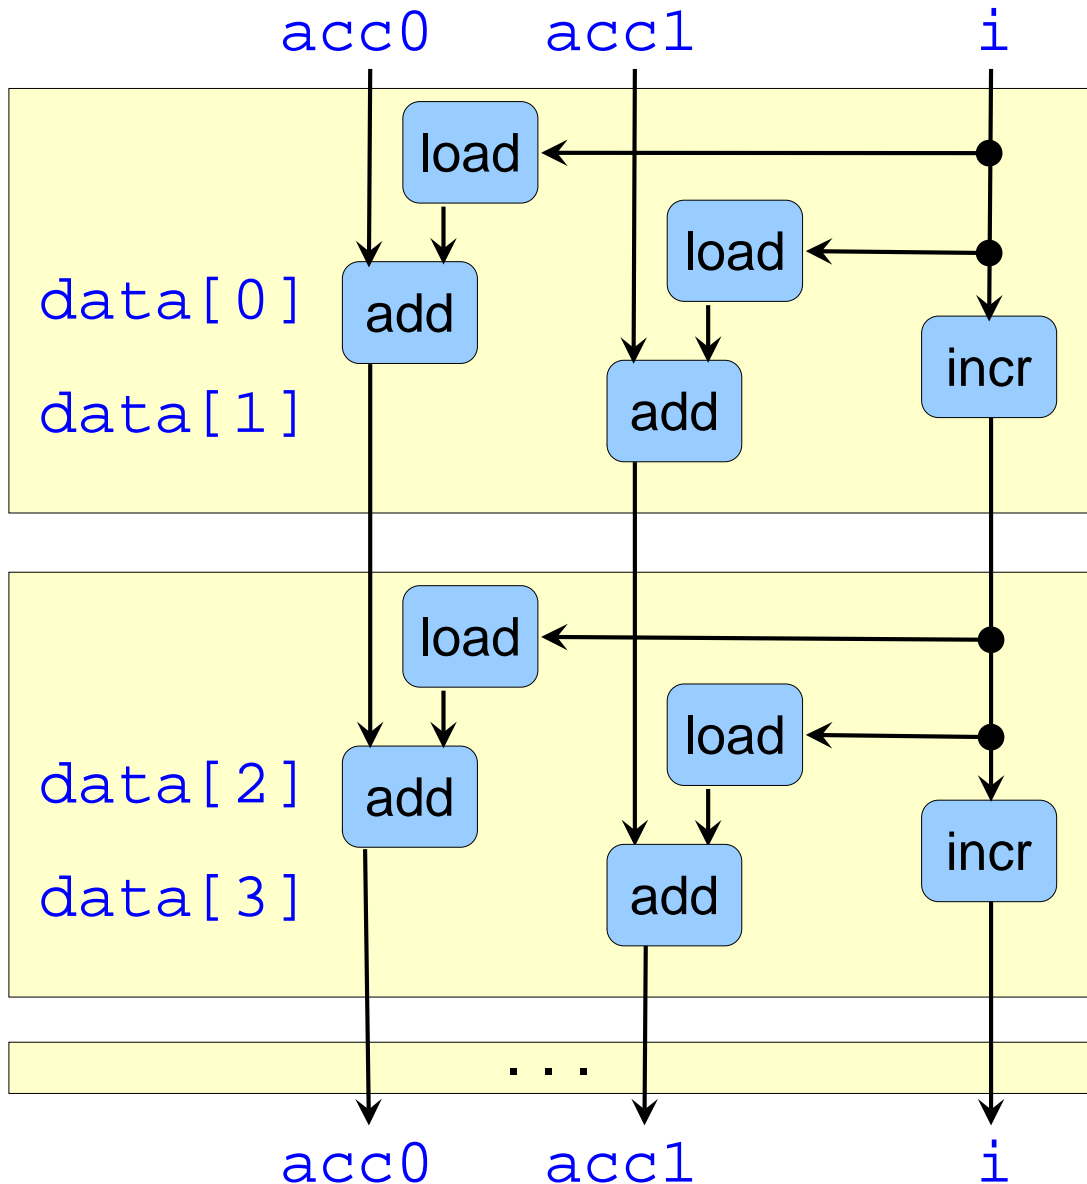 acc0 acc1 i
load
load
data[0]
add
incr
data[1]
add
load
load
data[2]
add
incr
data[3]
add
. . .
acc0 acc1 i